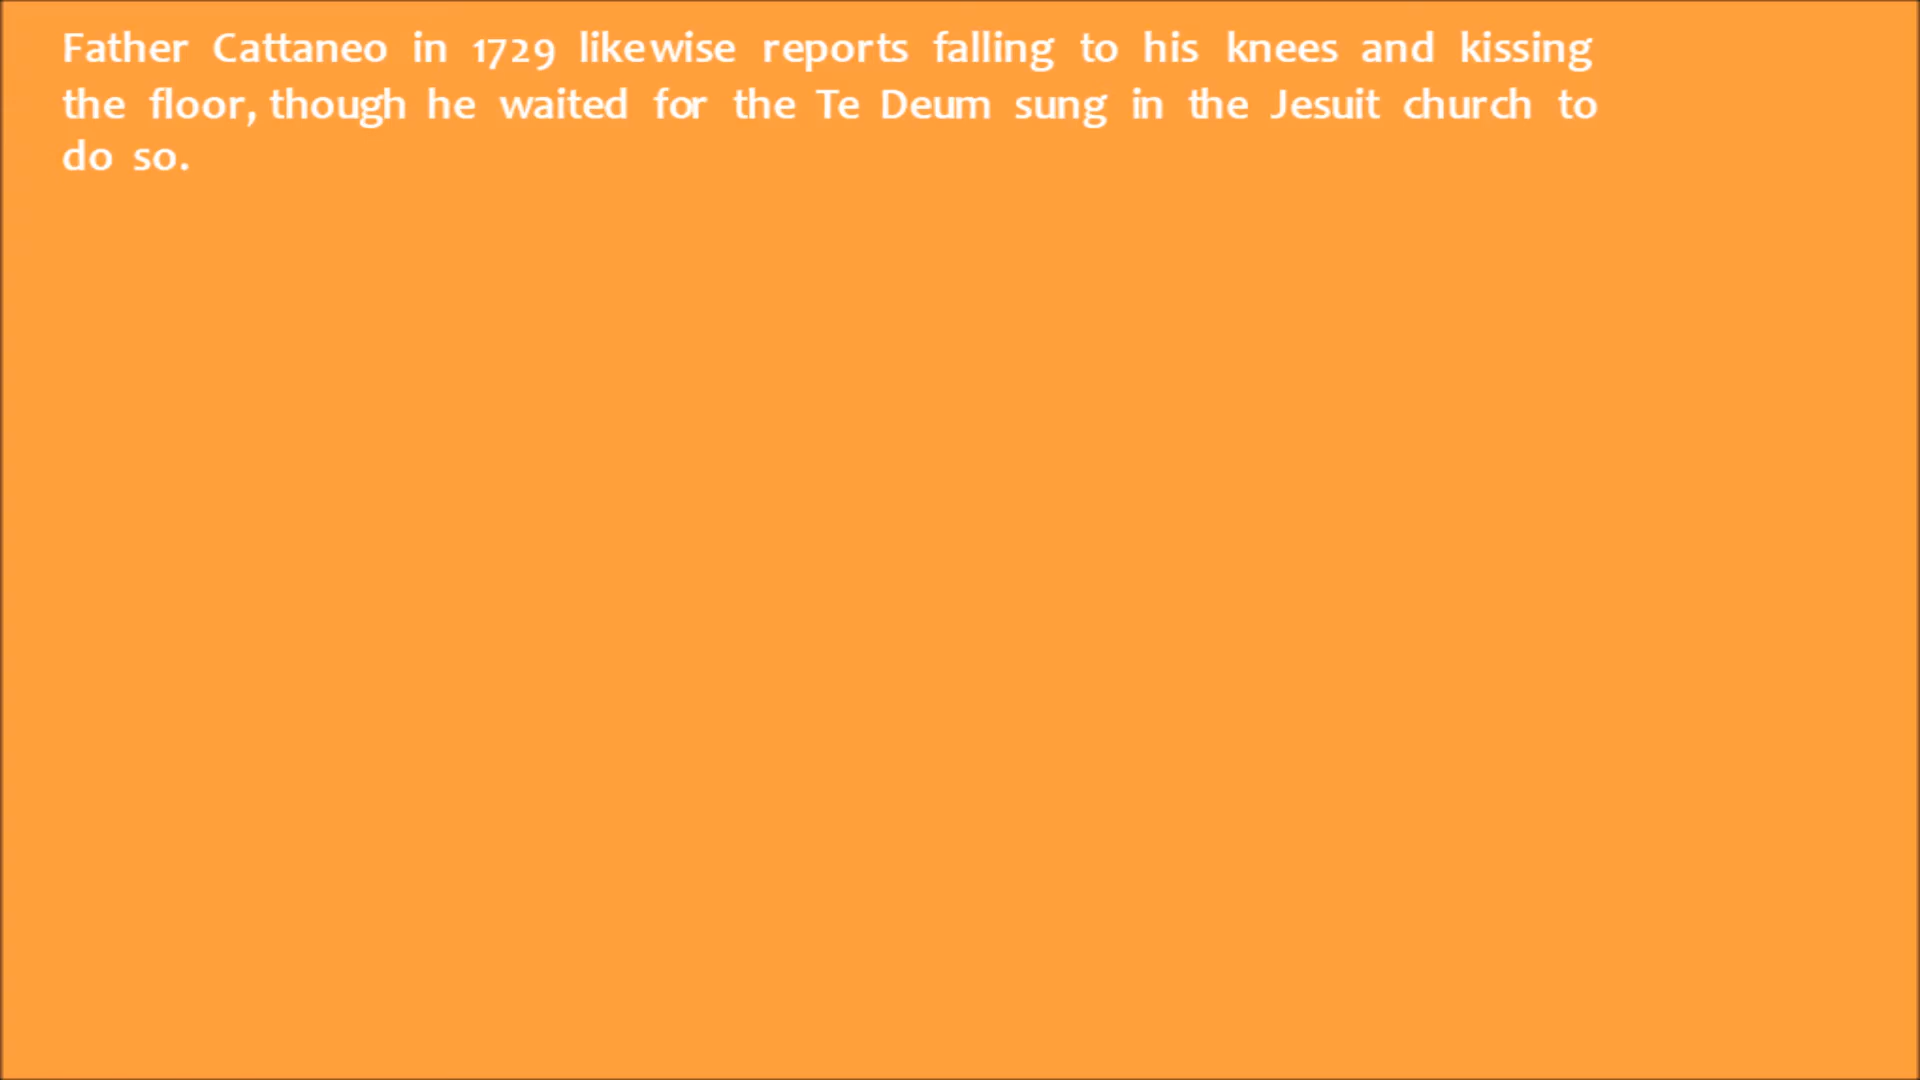 Father Cattaneo in 1729 likewise reports falling to his knees and kissing
the floor, though he waited for the Te Deum sung in the Jesuit church to
do so.